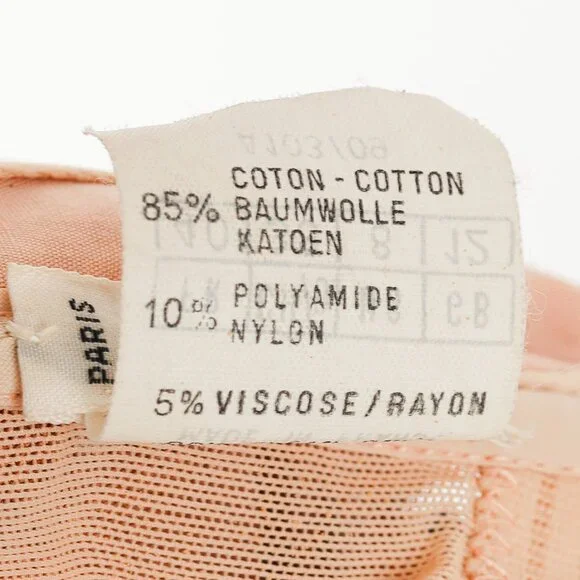 COTON - COTTON
85% BAUMWOLLE
KATOEN
10% POLYAMIDE
NYLON
5% VISCOSE/RAYON
PARIS